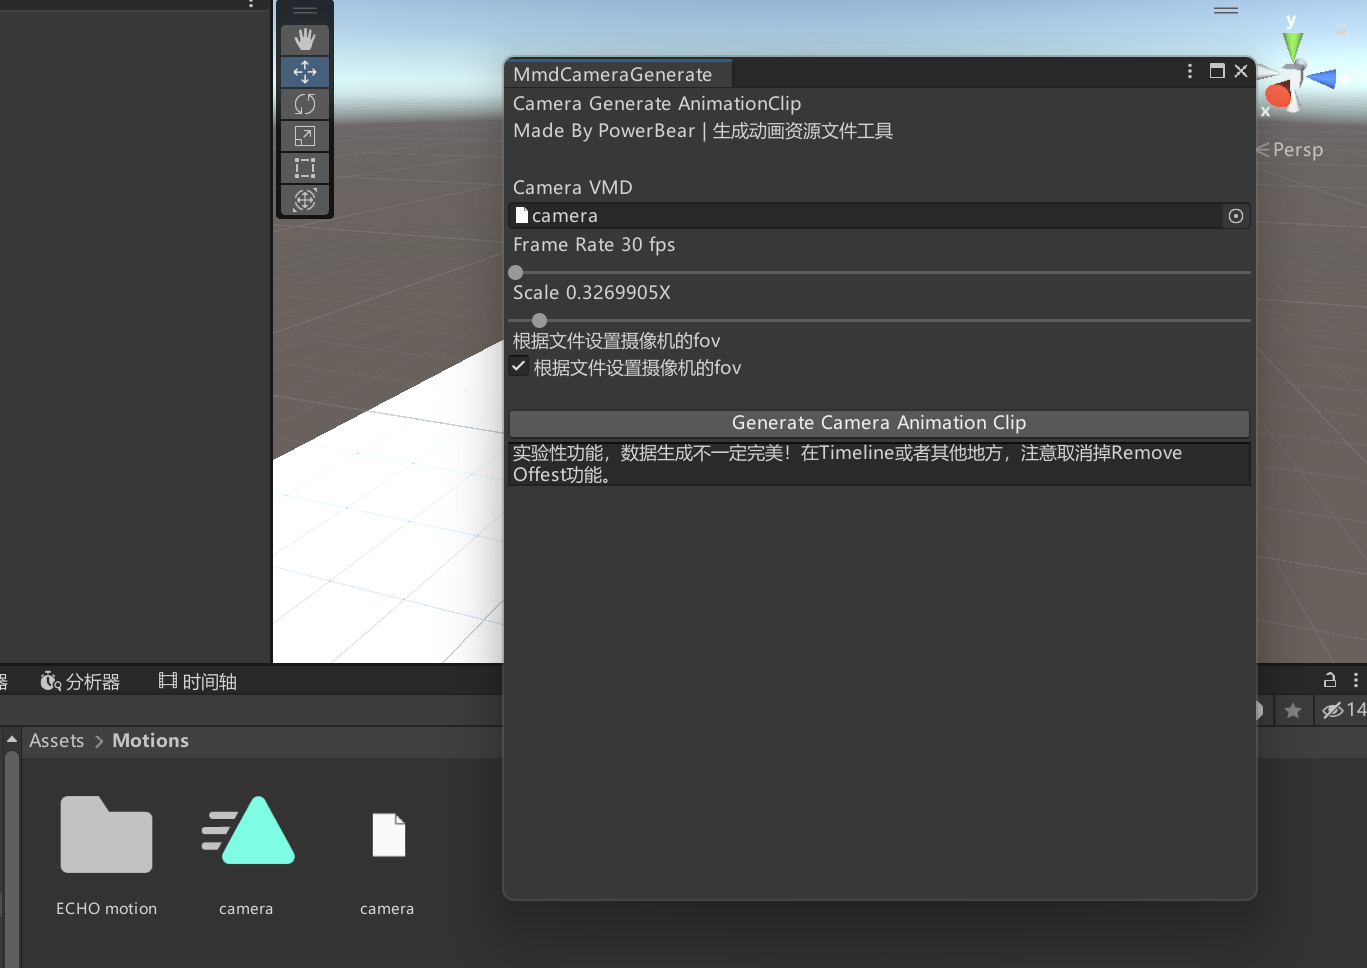 y
x
Persp
MmdCameraGenerate
Camera Generate AnimationClip
Made By PowerBear | 生成动画资源文件工具
Camera VMD
camera
Frame Rate 30 fps
Scale 0.3269905X
根据文件设置摄像机的fov
根据文件设置摄像机的fov
Generate Camera Animation Clip
实验性功能，数据生成不一定完美！在Timeline或者其他地方，注意取消掉Remove
Offest功能。
分析器
时间轴
14
Assets > Motions
ECHO motion
camera
camera